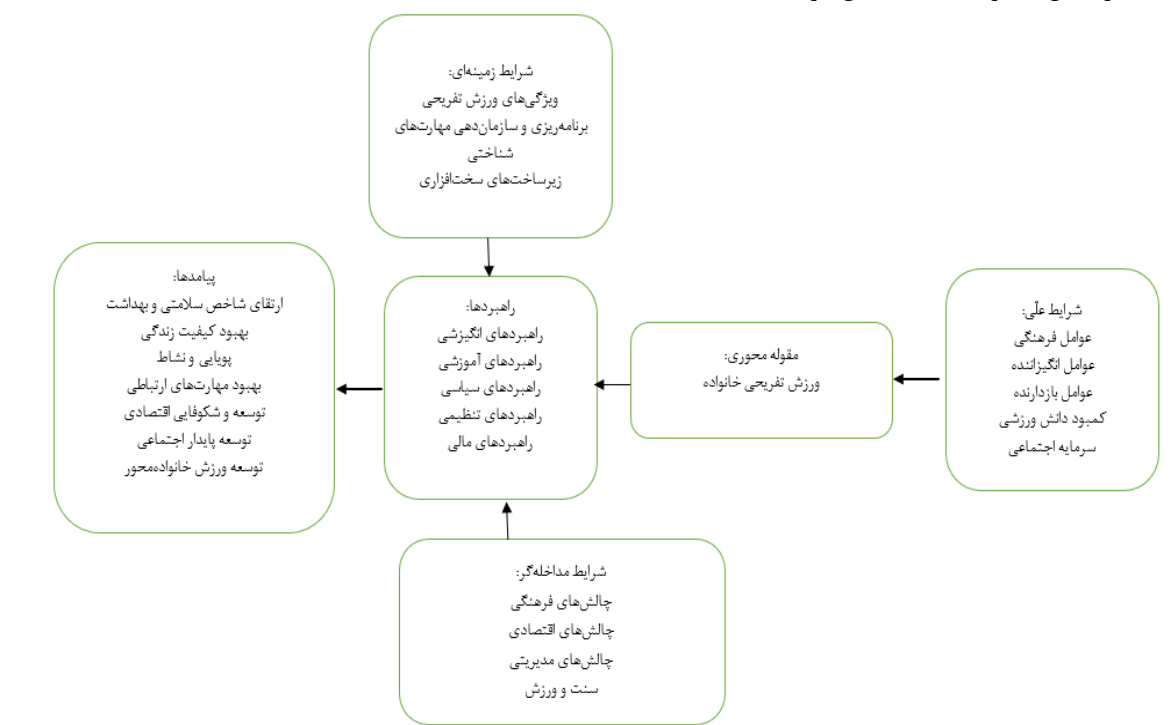 شرایط زمینه‌ای:
ویژگی‌های ورزش تفریحی
برنامه‌ریزی و سازمان‌دهی مهارت‌های
شناختی
زیرساخت‌های سخت‌افزاری
شرایط علّی:
عوامل فرهنگی
عوامل انگیزاننده
عوامل بازدارنده
کمبود دانش ورزشی
سرمایه اجتماعی
مقوله محوری:
ورزش تفریحی خانواده
راهبردها:
راهبردهای انگیزشی
راهبردهای آموزشی
راهبردهای سیاسی
راهبردهای تنظیمی
راهبردهای مالی
پیامدها:
ارتقای شاخص سلامتی و بهداشت
بهبود کیفیت زندگی
پویایی و نشاط
بهبود مهارت‌های ارتباطی
توسعه و شکوفایی اقتصادی
توسعه پایدار اجتماعی
توسعه ورزش خانواده‌محور
شرایط مداخله‌گر:
چالش‌های فرهنگی
چالش‌های اقتصادی
چالش‌های مدیریتی
سنت و ورزش